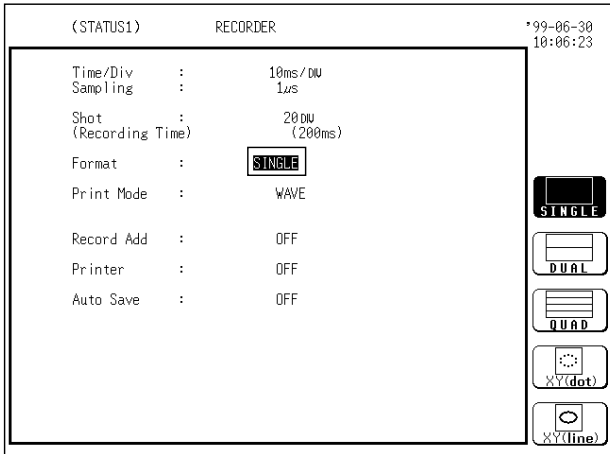 (STATUS1) RECORDER '99-06-30
10:06:23
Time/Div : 10ms/DIV
Sampling : 1µs
Shot : 20DIV
(Recording Time) (200ms)
Format : SINGLE
Print Mode : WAVE
Record Add : OFF
Printer : OFF
Auto Save : OFF
SINGLE
DUAL
QUAD
XY(dot)
XY(line)